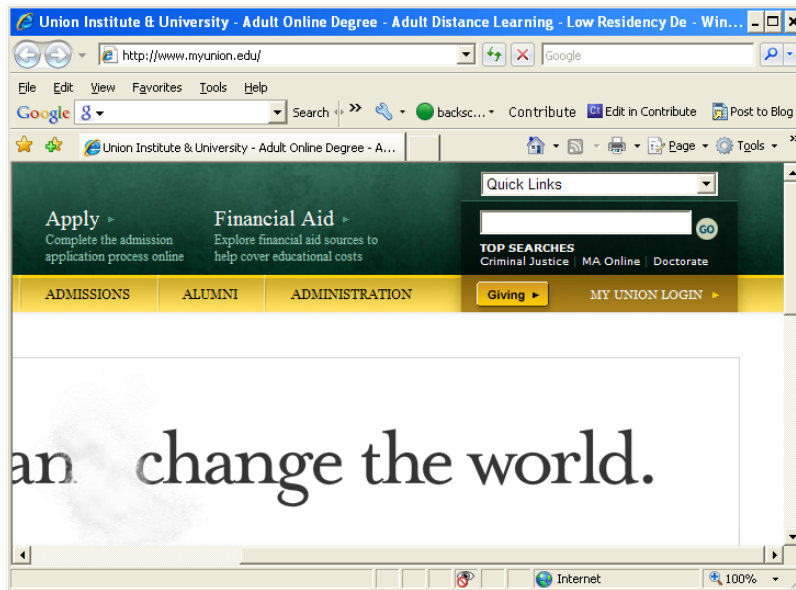 Union Institute & University - Adult Online Degree - Adult Distance Learning - Low Residency De - Win...
http://www.myunion.edu/
Google
File Edit View Favorites Tools Help
Google Search backsc... Contribute Edit in Contribute Post to Blog
Union Institute & University - Adult Online Degree - A... Page Tools
Quick Links
Apply Financial Aid
Complete the admission Explore financial aid sources to
application process online help cover educational costs
GO
TOP SEARCHES
Criminal Justice | MA Online | Doctorate
ADMISSIONS ALUMNI ADMINISTRATION Giving MY UNION LOGIN
an change the world.
Internet 100%